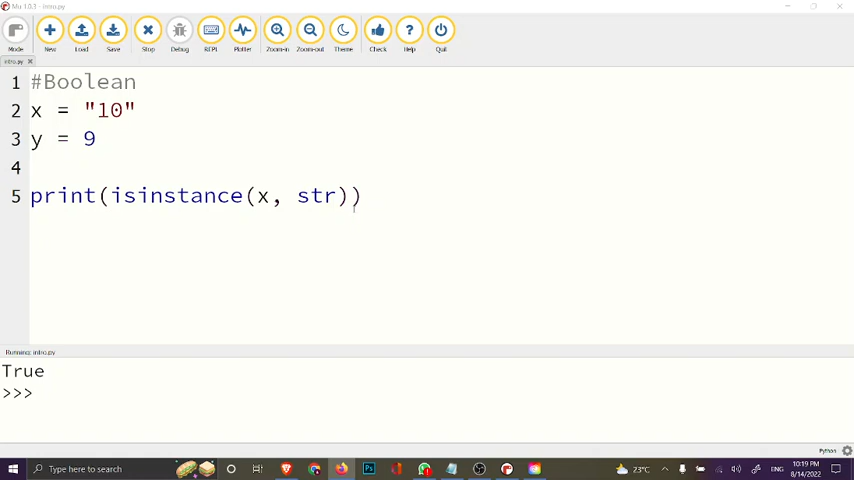 Mu 1.0.3 - intro.py
Mode New Load Save Stop Debug REPL Plotter Zoom-in Zoom-out Theme Check Help Quit
intro.py
1 #Boolean
2 x = "10"
3 y = 9
4
5 print(isinstance(x, str))
Running: intro.py
True
>>>
Python
Type here to search
Ps
23°C
ENG
10:19 PM
8/14/2022